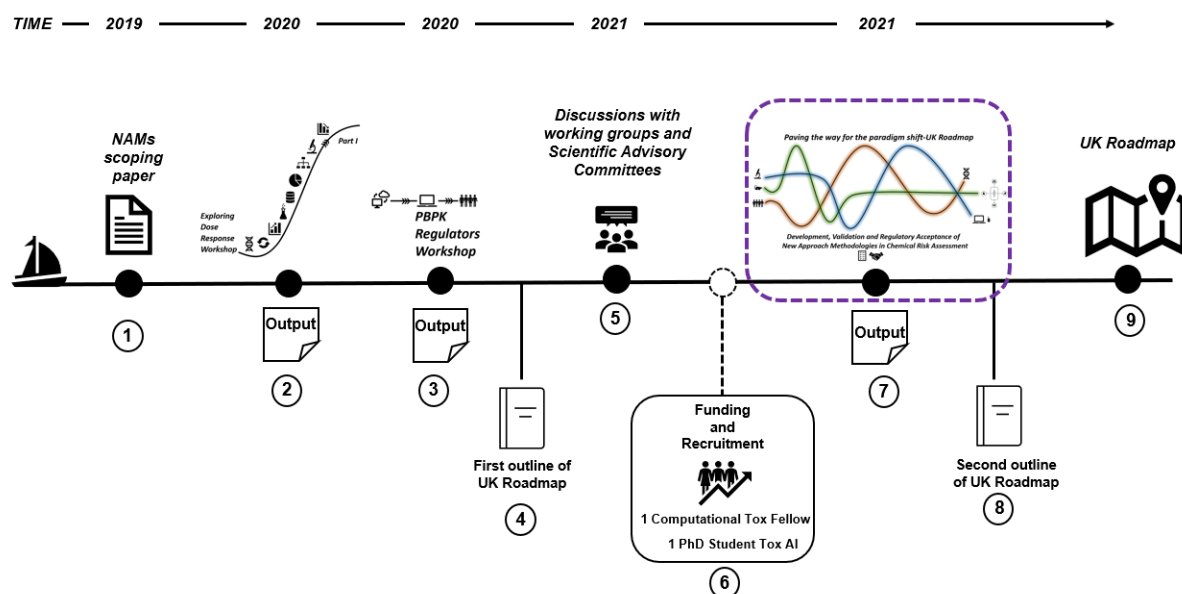 TIME
2019
2020
2020
2021
2021
NAMs
scoping
paper
1
Exploring
Dose
Response
Workshop
Part I
Output
2
PBPK
Regulators
Workshop
Output
3
First outline of
UK Roadmap
4
Discussions with
working groups and
Scientific Advisory
Committees
5
Funding
and
Recruitment
1 Computational Tox Fellow
1 PhD Student Tox AI
6
Paving the way for the paradigm shift-UK Roadmap
Development, Validation and Regulatory Acceptance of
New Approach Methodologies in Chemical Risk Assessment
Output
7
Second outline
of UK Roadmap
8
UK Roadmap
9